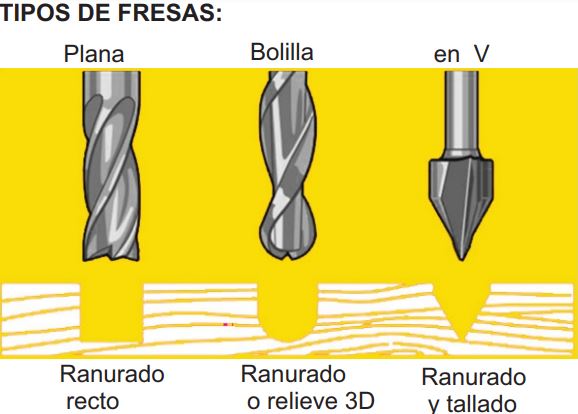 TIPOS DE FRESAS:
Plana
Bolilla
en V
Ranurado
recto
Ranurado
o relieve 3D
Ranurado
y tallado